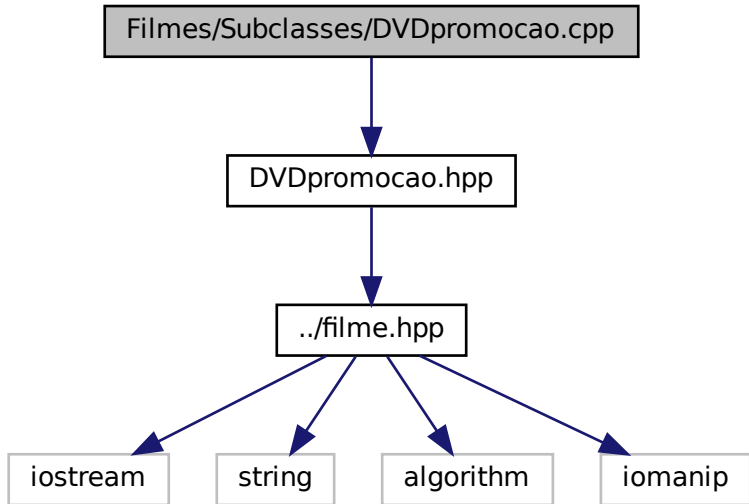 Filmes/Subclasses/DVDpromocao.cpp
DVDpromocao.hpp
../filme.hpp
iostream
string
algorithm
iomanip